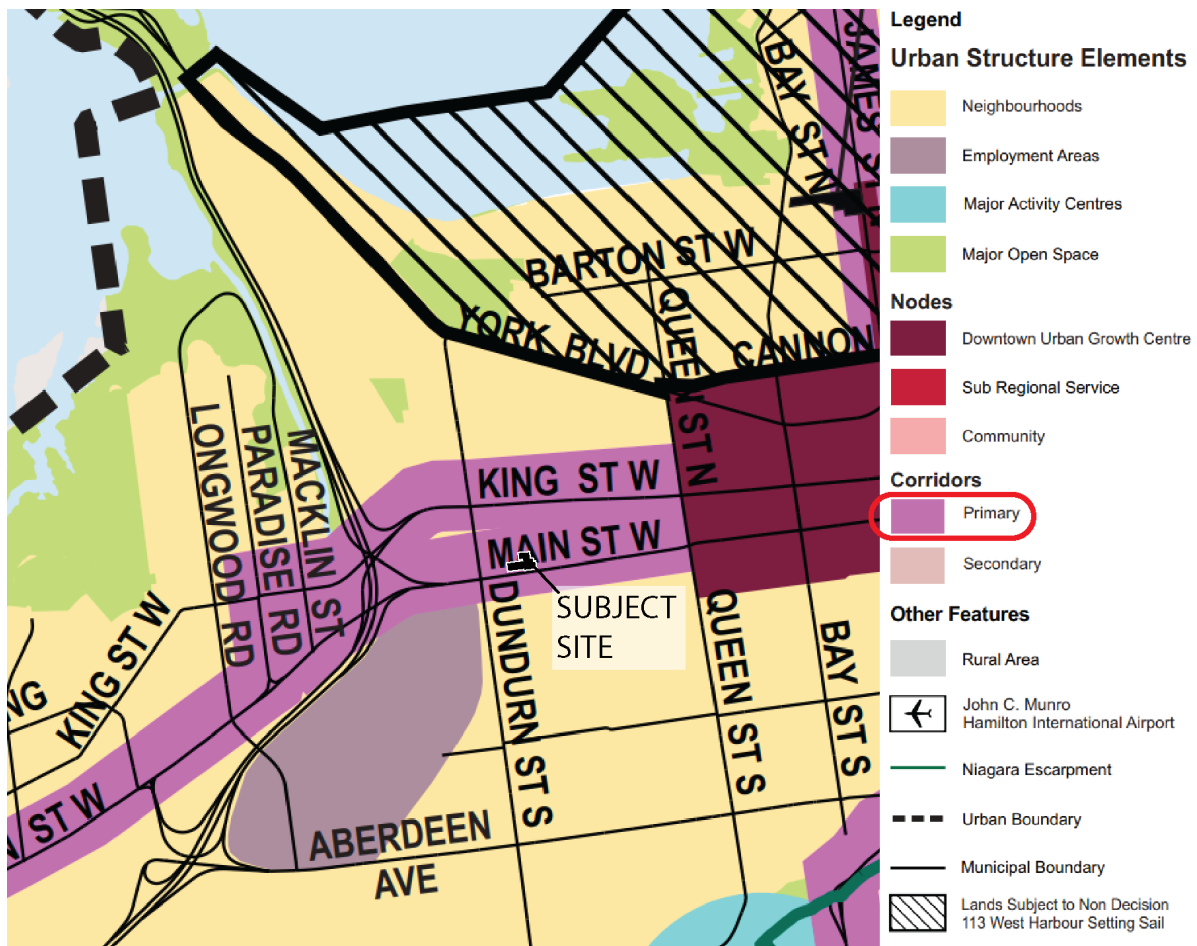 BAY ST N
JAMES ST N
BARTON ST W
QUEEN ST N
YORK BLVD
CANNON
LONGWOOD RD
PARADISE RD
MACKLIN ST
KING ST W
MAIN ST W
SUBJECT
SITE
KING ST W
NG
N ST W
DUNDURN ST S
QUEEN ST S
BAY ST S
ABERDEEN
AVE
Legend
Urban Structure Elements
Neighbourhoods
Employment Areas
Major Activity Centres
Major Open Space
Nodes
Downtown Urban Growth Centre
Sub Regional Service
Community
Corridors
Primary
Secondary
Other Features
Rural Area
John C. Munro
Hamilton International Airport
Niagara Escarpment
Urban Boundary
Municipal Boundary
Lands Subject to Non Decision
113 West Harbour Setting Sail